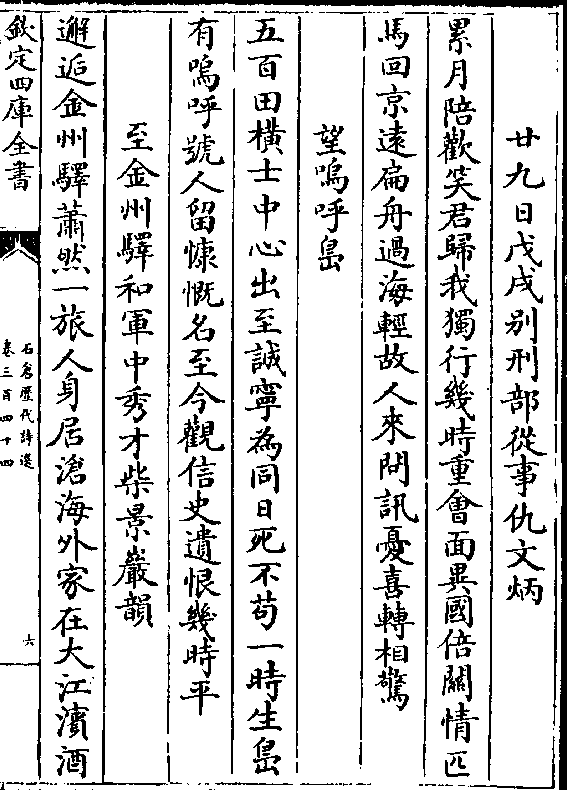 廿九日戊戌别刑部從事仇文炳
累月陪歡笑君歸我獨行幾時重會面異國倍關情匹
馬回京遠扁舟過海輕故人來問訊憂喜轉相驚
望嗚呼島
五百田横士中心出至誠寧為同日死不苟一時生島
有嗚呼號人留慷慨名至今觀信史遺恨幾時平
至金州驛和軍中秀才柴景巖韻
邂逅金州驛蕭然一旅人身居滄海外家在大江濱酒
欽定四庫全書
石倉歷代詩選
卷三百四十四
六